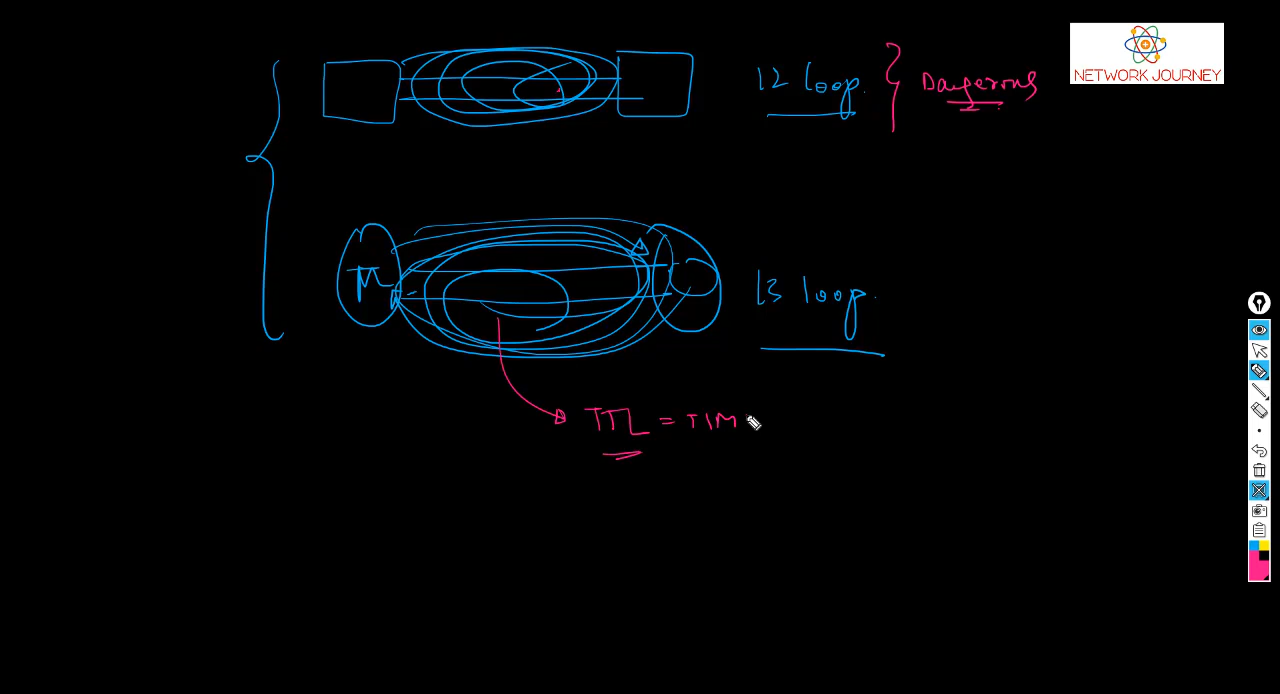 NETWORK JOURNEY
l2 loop.
Dangerous
l3 loop.
TTL = TIM